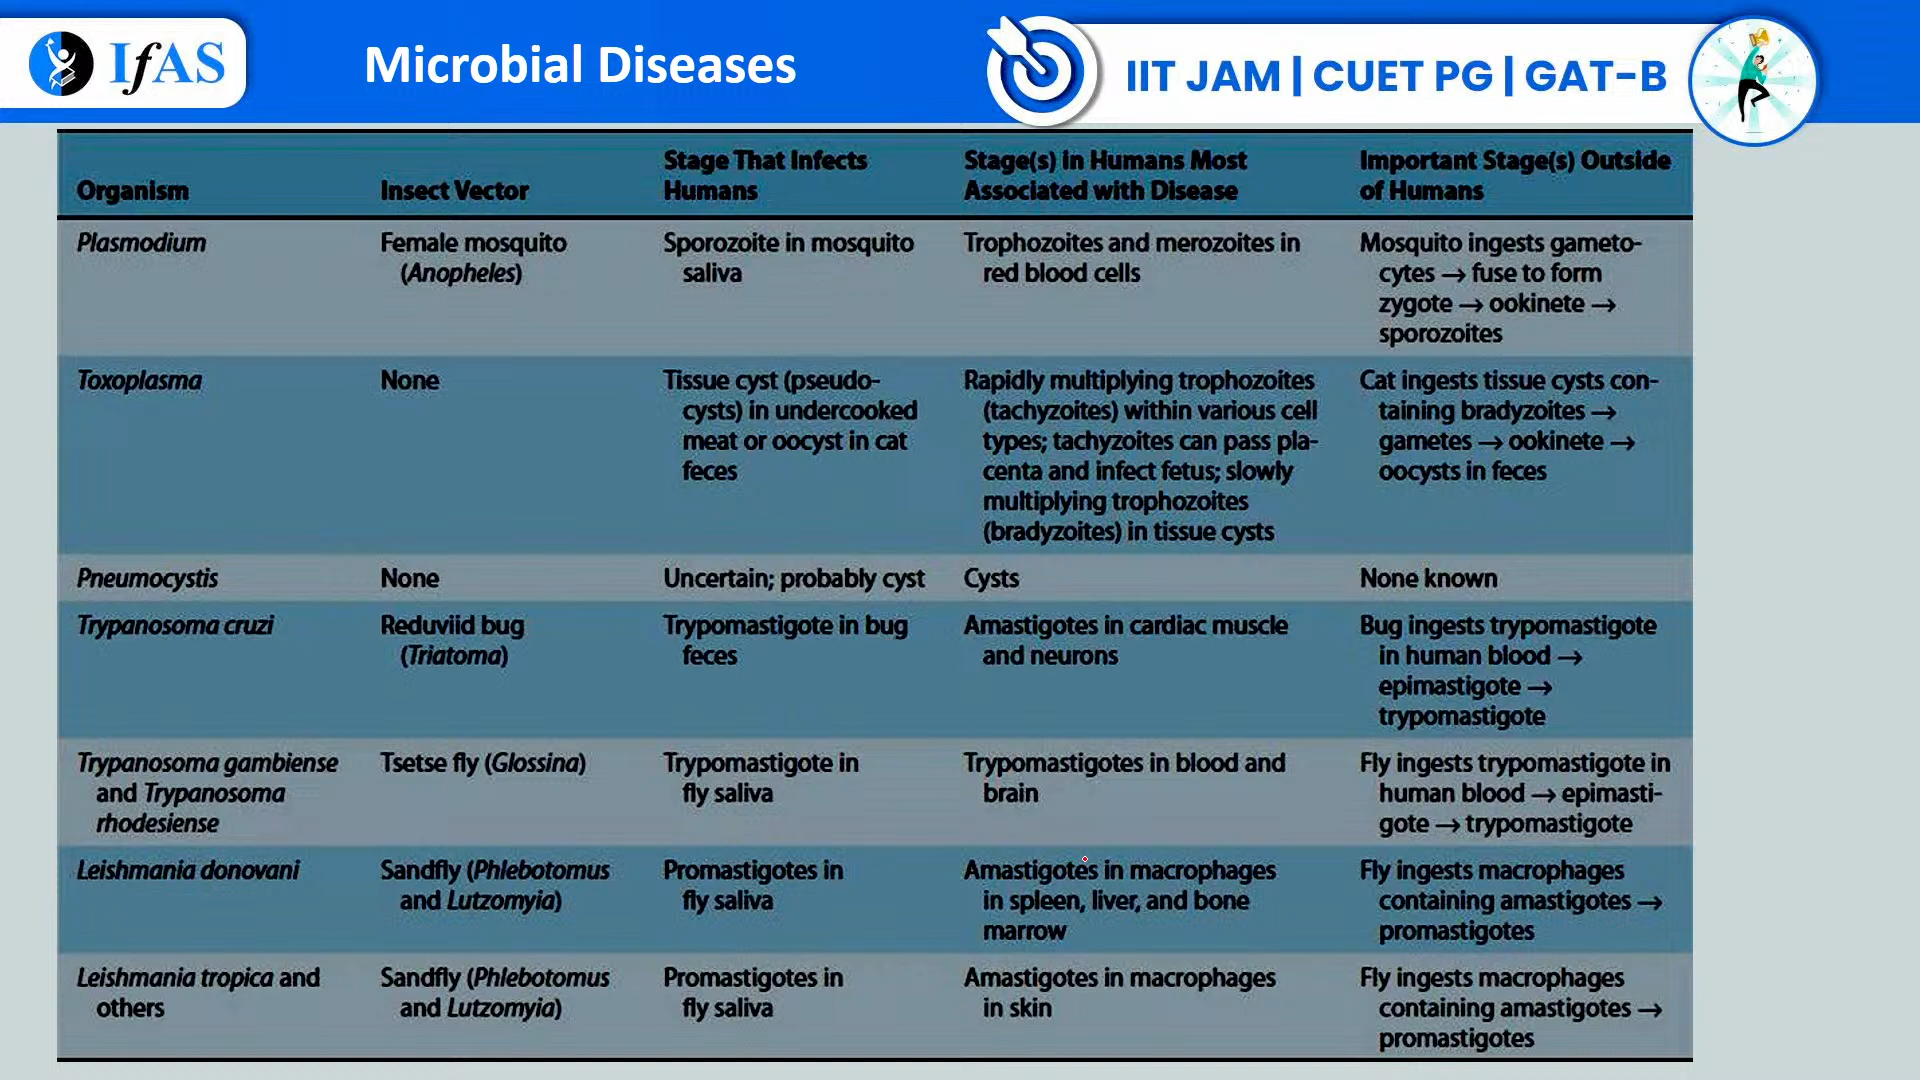 IfAS
Microbial Diseases
IIT JAM | CUET PG | GAT-B
Organism
Insect Vector
Stage That Infects
Humans
Stage(s) in Humans Most
Associated with Disease
Important Stage(s) Outside
of Humans
Plasmodium
Female mosquito
(Anopheles)
Sporozoite in mosquito
saliva
Trophozoites and merozoites in
red blood cells
Mosquito ingests gameto-
cytes → fuse to form
zygote → ookinete →
sporozoites
Toxoplasma
None
Tissue cyst (pseudo-
cysts) in undercooked
meat or oocyst in cat
feces
Rapidly multiplying trophozoites
(tachyzoites) within various cell
types; tachyzoites can pass pla-
centa and infect fetus; slowly
multiplying trophozoites
(bradyzoites) in tissue cysts
Cat ingests tissue cysts con-
taining bradyzoites →
gametes → ookinete →
oocysts in feces
Pneumocystis
None
Uncertain; probably cyst
Cysts
None known
Trypanosoma cruzi
Reduviid bug
(Triatoma)
Trypomastigote in bug
feces
Amastigotes in cardiac muscle
and neurons
Bug ingests trypomastigote
in human blood →
epimastigote →
trypomastigote
Trypanosoma gambiense
and Trypanosoma
rhodesiense
Tsetse fly (Glossina)
Trypomastigote in
fly saliva
Trypomastigotes in blood and
brain
Fly ingests trypomastigote in
human blood → epimasti-
gote → trypomastigote
Leishmania donovani
Sandfly (Phlebotomus
and Lutzomyia)
Promastigotes in
fly saliva
Amastigotes in macrophages
in spleen, liver, and bone
marrow
Fly ingests macrophages
containing amastigotes →
promastigotes
Leishmania tropica and
others
Sandfly (Phlebotomus
and Lutzomyia)
Promastigotes in
fly saliva
Amastigotes in macrophages
in skin
Fly ingests macrophages
containing amastigotes →
promastigotes